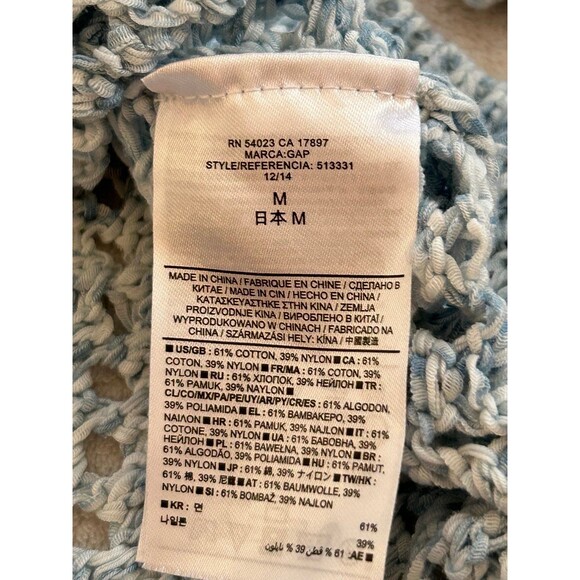 RN 54023 CA 17897
MARCA:GAP
STYLE/REFERENCIA: 513331
12/14
M
日本 M
MADE IN CHINA / FABRIQUE EN CHINE / СДЕЛАНО В
КИТАЕ / MADE IN CIN / HECHO EN CHINA /
ΚΑΤΑΣΚΕΥΑΣΤΗΚΕ ΣΤΗΝ ΚΙΝΑ / ZEMLJA
PROIZVODNJE KINA / ВИРОБЛЕНО В КИТАЇ /
WYPRODUKOWANO W CHINACH / FABRICADO NA
CHINA / SZÁRMAZÁSI HELY: KÍNA / 中國製造
■ US/GB : 61% COTTON, 39% NYLON ■ CA : 61%
COTON, 39% NYLON ■ FR/MA : 61% COTON, 39%
NYLON ■ RU : 61% ХЛОПОК, 39% НЕЙЛОН ■ TR :
61% PAMUK, 39% NAYLON ■
CL/CO/MX/PA/PE/UY/AR/PY/CR/ES : 61% ALGODON,
39% POLIAMIDA ■ EL : 61% ΒΑΜΒΑΚΕΡΟ, 39%
ΝΑΙΛΟΝ ■ HR : 61% PAMUK, 39% NAJLON ■ IT : 61%
COTONE, 39% NYLON ■ UA : 61% БАВОВНА, 39%
НЕЙЛОН ■ PL : 61% BAWEŁNA, 39% NYLON ■ BR :
61% ALGODÃO, 39% POLIAMIDA ■ HU : 61% PAMUT,
39% NAJLON ■ JP : 61% 綿, 39% ナイロン ■ TW/HK :
61% 棉, 39% 尼龍 ■ AT : 61% BAUMWOLLE, 39%
NYLON ■ SI : 61% BOMBAŽ, 39% NAJLON
■ KR : 면 61%
나일론 39%
■ AE: 61 % قطن 39 % نايلون